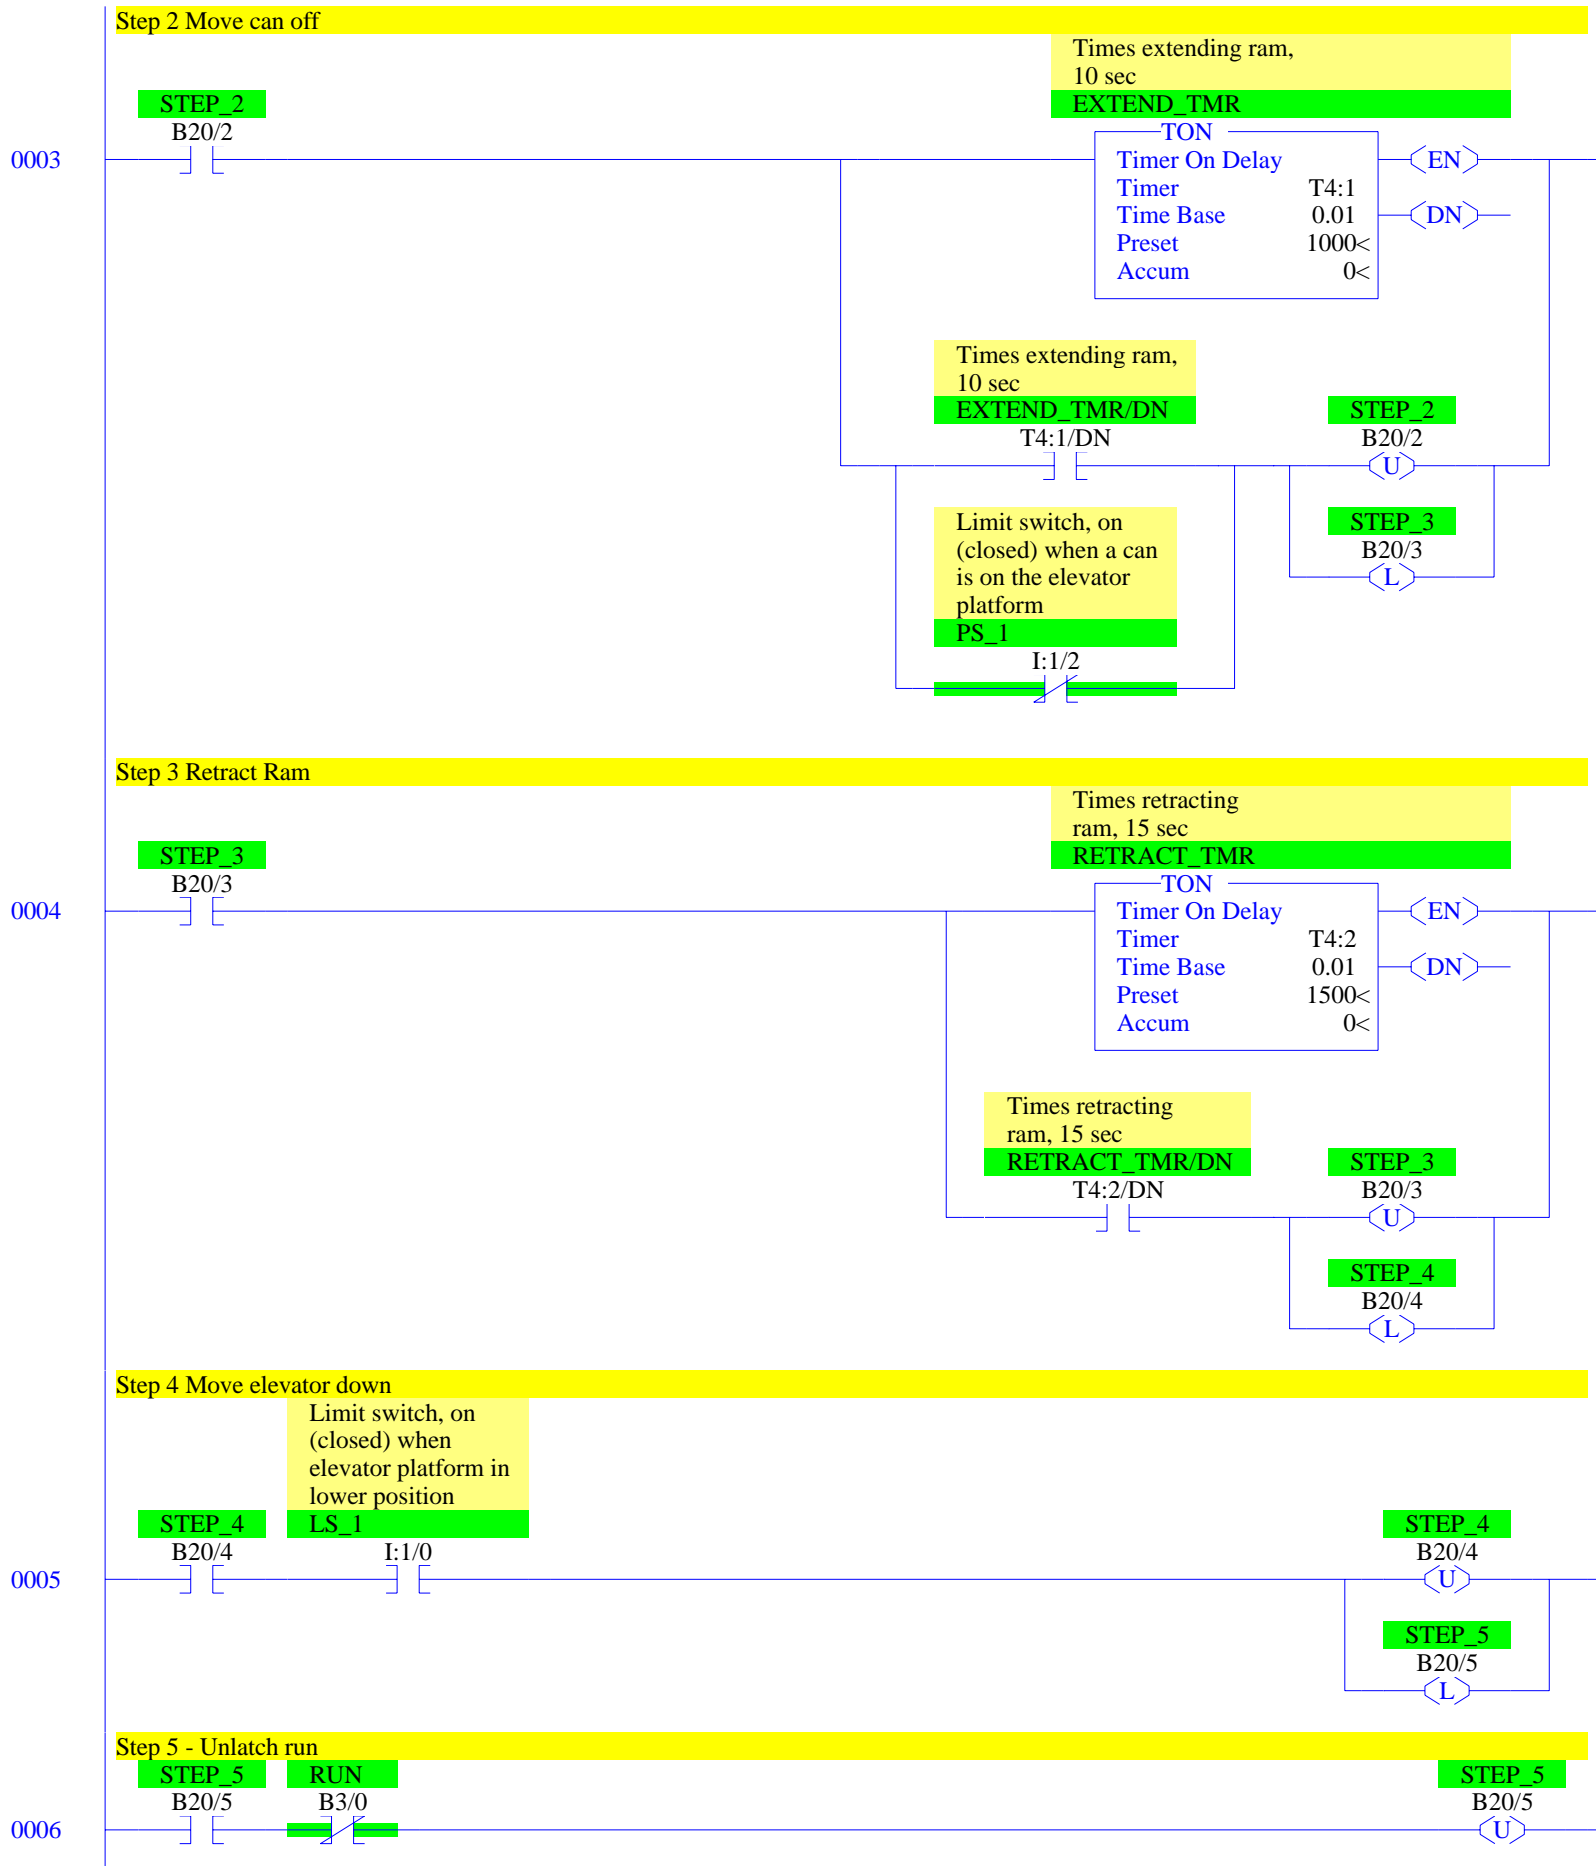 Step 2 Move can off
Times extending ram,
10 sec
EXTEND_TMR
STEP_2
B20/2
0003
TON
Timer On Delay
Timer T4:1
Time Base 0.01
Preset 1000<
Accum 0<
EN
DN
Times extending ram,
10 sec
EXTEND_TMR/DN
T4:1/DN
STEP_2
B20/2
U
Limit switch, on
(closed) when a can
is on the elevator
platform
PS_1
I:1/2
STEP_3
B20/3
L
Step 3 Retract Ram
Times retracting
ram, 15 sec
RETRACT_TMR
STEP_3
B20/3
0004
TON
Timer On Delay
Timer T4:2
Time Base 0.01
Preset 1500<
Accum 0<
EN
DN
Times retracting
ram, 15 sec
RETRACT_TMR/DN
T4:2/DN
STEP_3
B20/3
U
STEP_4
B20/4
L
Step 4 Move elevator down
Limit switch, on
(closed) when
elevator platform in
lower position
STEP_4
B20/4
LS_1
I:1/0
0005
STEP_4
B20/4
U
STEP_5
B20/5
L
Step 5 - Unlatch run
STEP_5
B20/5
RUN
B3/0
0006
STEP_5
B20/5
U